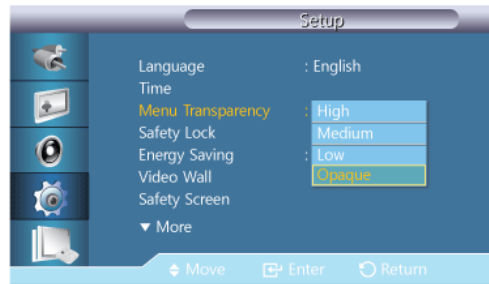 Setup
Language : English
Time
Menu Transparency : High
Medium
Safety Lock
Energy Saving : Low
Opaque
Video Wall
Safety Screen
▼ More
Move Enter Return